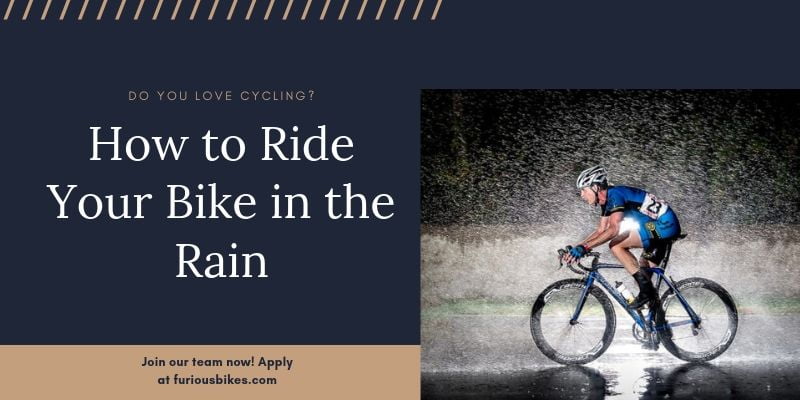 DO YOU LOVE CYCLING?
How to Ride
Your Bike in the
Rain
Join our team now! Apply
at furiousbikes.com
23